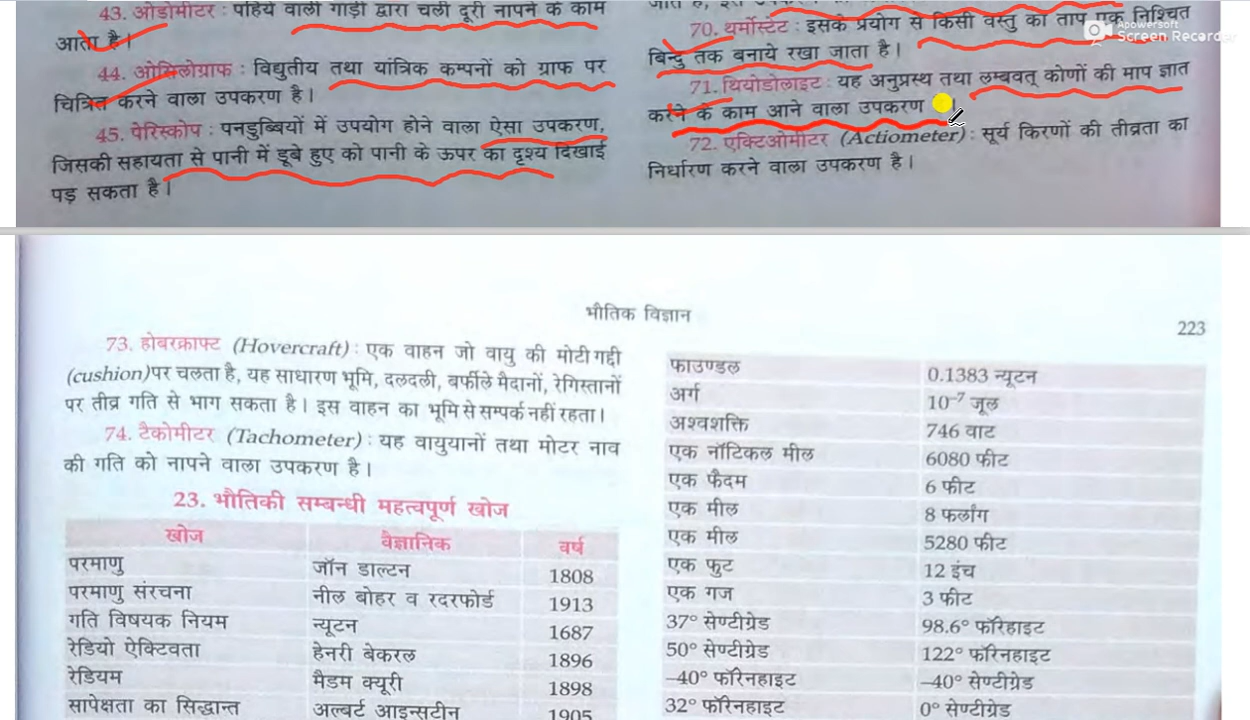 43. ओडोमीटर : पहिये वाली गाड़ी द्वारा चली दूरी नापने के काम
आता है।
44. ओसिलोग्राफ : विद्युतीय तथा यांत्रिक कम्पनों को ग्राफ पर
चित्रित करने वाला उपकरण है।
45. पेरिस्कोप : पनडुब्बियों में उपयोग होने वाला ऐसा उपकरण,
जिसकी सहायता से पानी में डूबे हुए को पानी के ऊपर का दृश्य दिखाई
पड़ सकता है।
70. थर्मोस्टेट : इसके प्रयोग से किसी वस्तु का ताप एक निश्चित
बिन्दु तक बनाये रखा जाता है।
71. थियोडोलाइट : यह अनुप्रस्थ तथा लम्बवत् कोणों की माप ज्ञात
करने के काम आने वाला उपकरण
72. एक्टिओमीटर (Actiometer) : सूर्य किरणों की तीव्रता का
निर्धारण करने वाला उपकरण है।
Apowersoft
Screen Recorder
भौतिक विज्ञान
223
73. होबरक्राफ्ट (Hovercraft) : एक वाहन जो वायु की मोटी गद्दी
(cushion)पर चलता है, यह साधारण भूमि, दलदली, बर्फीले मैदानों, रेगिस्तानों
पर तीव्र गति से भाग सकता है। इस वाहन का भूमि से सम्पर्क नहीं रहता।
74. टैकोमीटर (Tachometer) : यह वायुयानों तथा मोटर नाव
की गति को नापने वाला उपकरण है।
23. भौतिकी सम्बन्धी महत्वपूर्ण खोज
खोज वैज्ञानिक वर्ष
परमाणु जॉन डाल्टन 1808
परमाणु संरचना नील बोहर व रदरफोर्ड 1913
गति विषयक नियम न्यूटन 1687
रेडियो ऐक्टिवता हेनरी बेकरल 1896
रेडियम मैडम क्यूरी 1898
सापेक्षता का सिद्धान्त अल्बर्ट आइन्सटीन 1905
फाउण्डल 0.1383 न्यूटन
अर्ग 10⁻⁷ जूल
अश्वशक्ति 746 वाट
एक नॉटिकल मील 6080 फीट
एक फैदम 6 फीट
एक मील 8 फर्लांग
एक मील 5280 फीट
एक फुट 12 इंच
एक गज 3 फीट
37° सेण्टीग्रेड 98.6° फॉरेहाइट
50° सेण्टीग्रेड 122° फॉरिनहाइट
–40° फॉरिनहाइट –40° सेण्टीग्रेड
32° फॉरिनहाइट 0° सेण्टीग्रेड